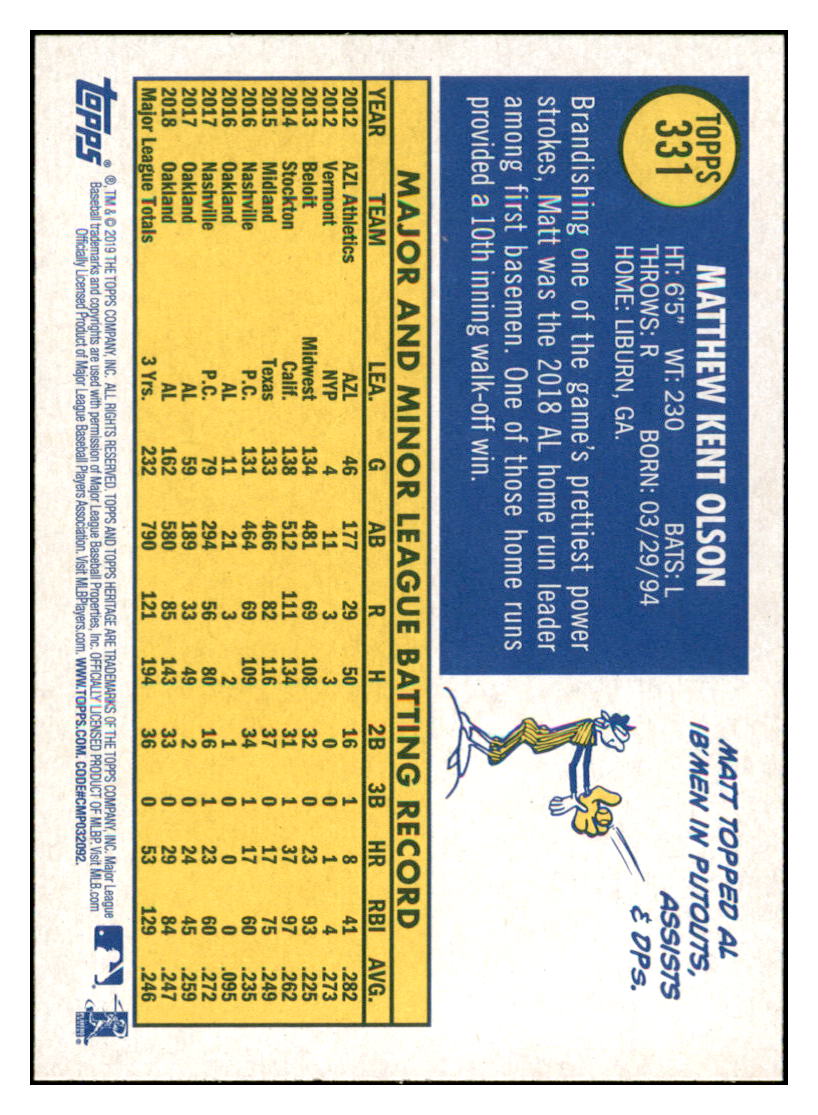 TOPPS
331
MATTHEW KENT OLSON
HT: 6'5" WT: 230 BATS: L
THROWS: R BORN: 03/29/94
HOME: LIBURN, GA.
Brandishing one of the game's prettiest power
strokes, Matt was the 2018 AL home run leader
among first basemen. One of those home runs
provided a 10th inning walk-off win.
MATT TOPPED AL
1B'MEN IN PUTOUTS,
ASSISTS
& DPs.
MAJOR AND MINOR LEAGUE BATTING RECORD
YEAR TEAM LEA. G AB R H 2B 3B HR RBI AVG.
2012 AZL Athletics AZL 46 177 29 50 16 1 8 41 .282
2012 Vermont NYP 4 11 3 3 0 0 1 4 .273
2013 Beloit Midwest 134 481 69 108 32 0 23 93 .225
2014 Stockton Calif. 138 512 111 134 31 1 37 97 .262
2015 Midland Texas 133 466 82 116 37 0 17 75 .249
2016 Nashville P.C. 131 464 69 109 34 1 17 60 .235
2016 Oakland AL 11 21 3 2 1 0 0 0 .095
2017 Nashville P.C. 79 294 56 80 16 1 23 60 .272
2017 Oakland AL 59 189 33 49 2 0 24 45 .259
2018 Oakland AL 162 580 85 143 33 0 29 84 .247
Major League Totals 3 Yrs. 232 790 121 194 36 0 53 129 .246
topps ® ®, TM & © 2019 THE TOPPS COMPANY, INC. ALL RIGHTS RESERVED. TOPPS AND TOPPS HERITAGE ARE TRADEMARKS OF THE TOPPS COMPANY, INC. Major League
Baseball trademarks and copyrights are used with permission of Major League Baseball Properties, Inc. OFFICIALLY LICENSED PRODUCT OF MLBP. Visit MLB.com
Officially Licensed Product of Major League Baseball Players Association. Visit MLBPlayers.com. WWW.TOPPS.COM. CODE#CMP032092.